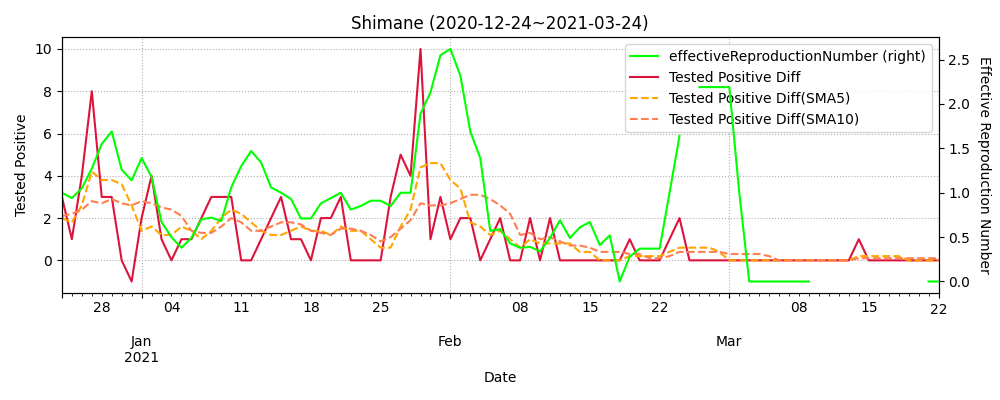 Shimane (2020-12-24~2021-03-24)
effectiveReproductionNumber (right)
Tested Positive Diff
Tested Positive Diff(SMA5)
Tested Positive Diff(SMA10)
Tested Positive
10
8
6
4
2
0
2.5
2.0
1.5
1.0
0.5
0.0
Effective Reproduction Number
28 04 11 18 25 08 15 22 08 15 22
Jan Feb Mar
2021
Date